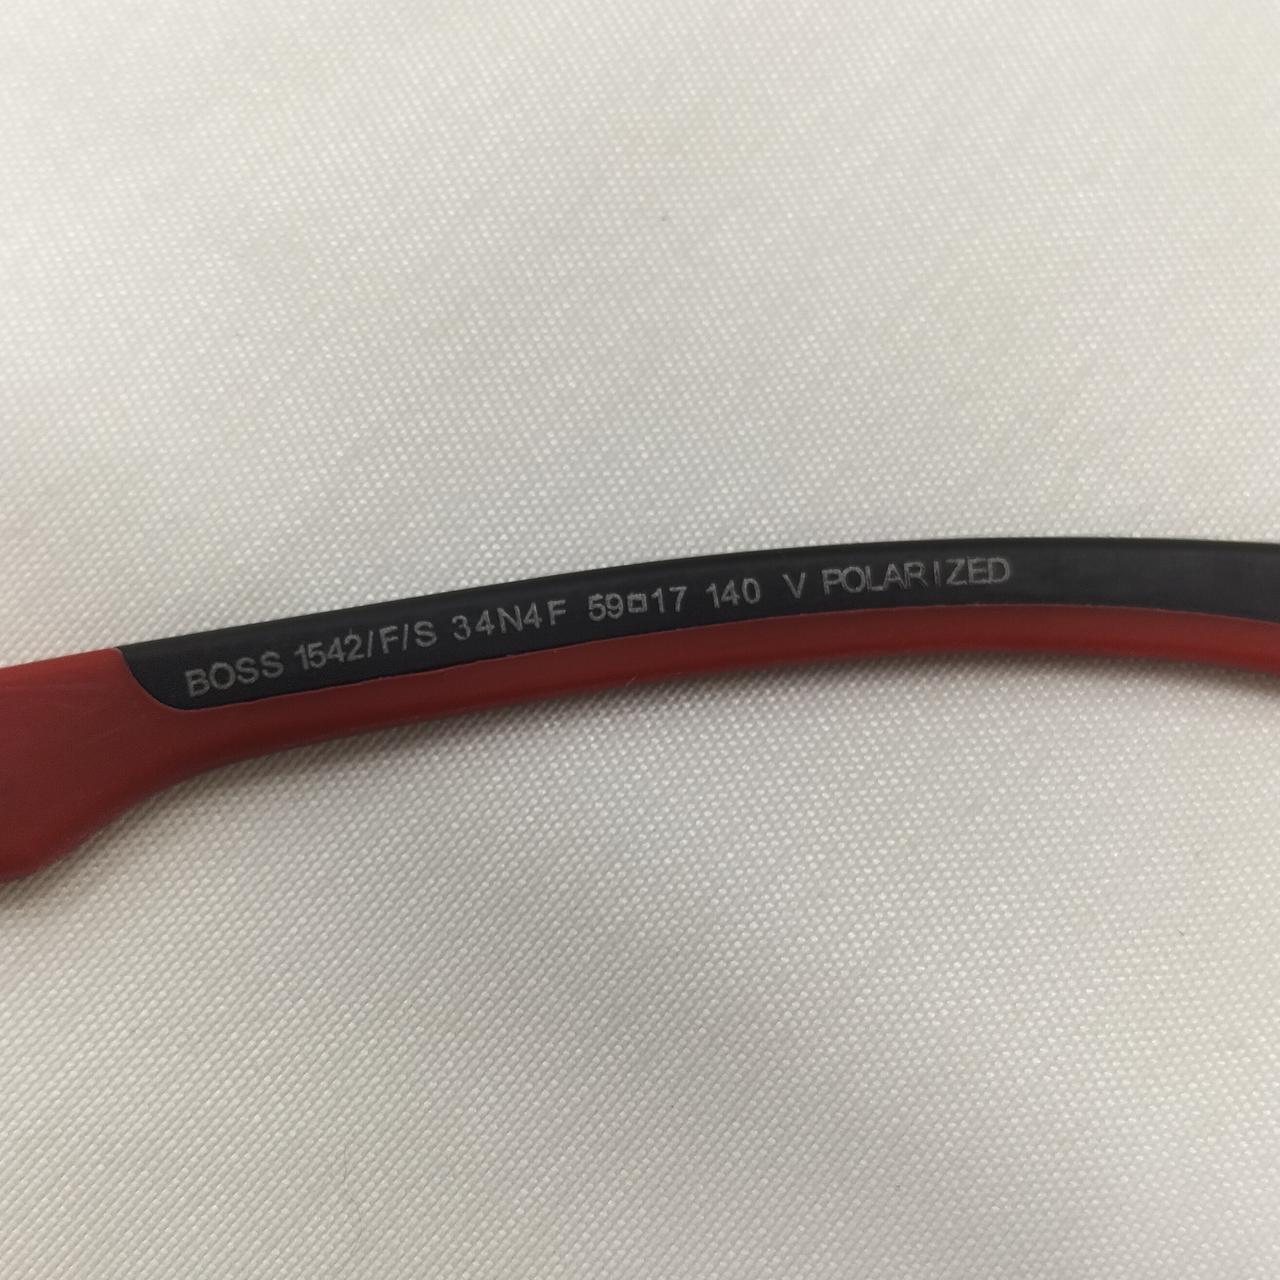 BOSS 1542/F/S 34N4F 59□17 140 V POLARIZED